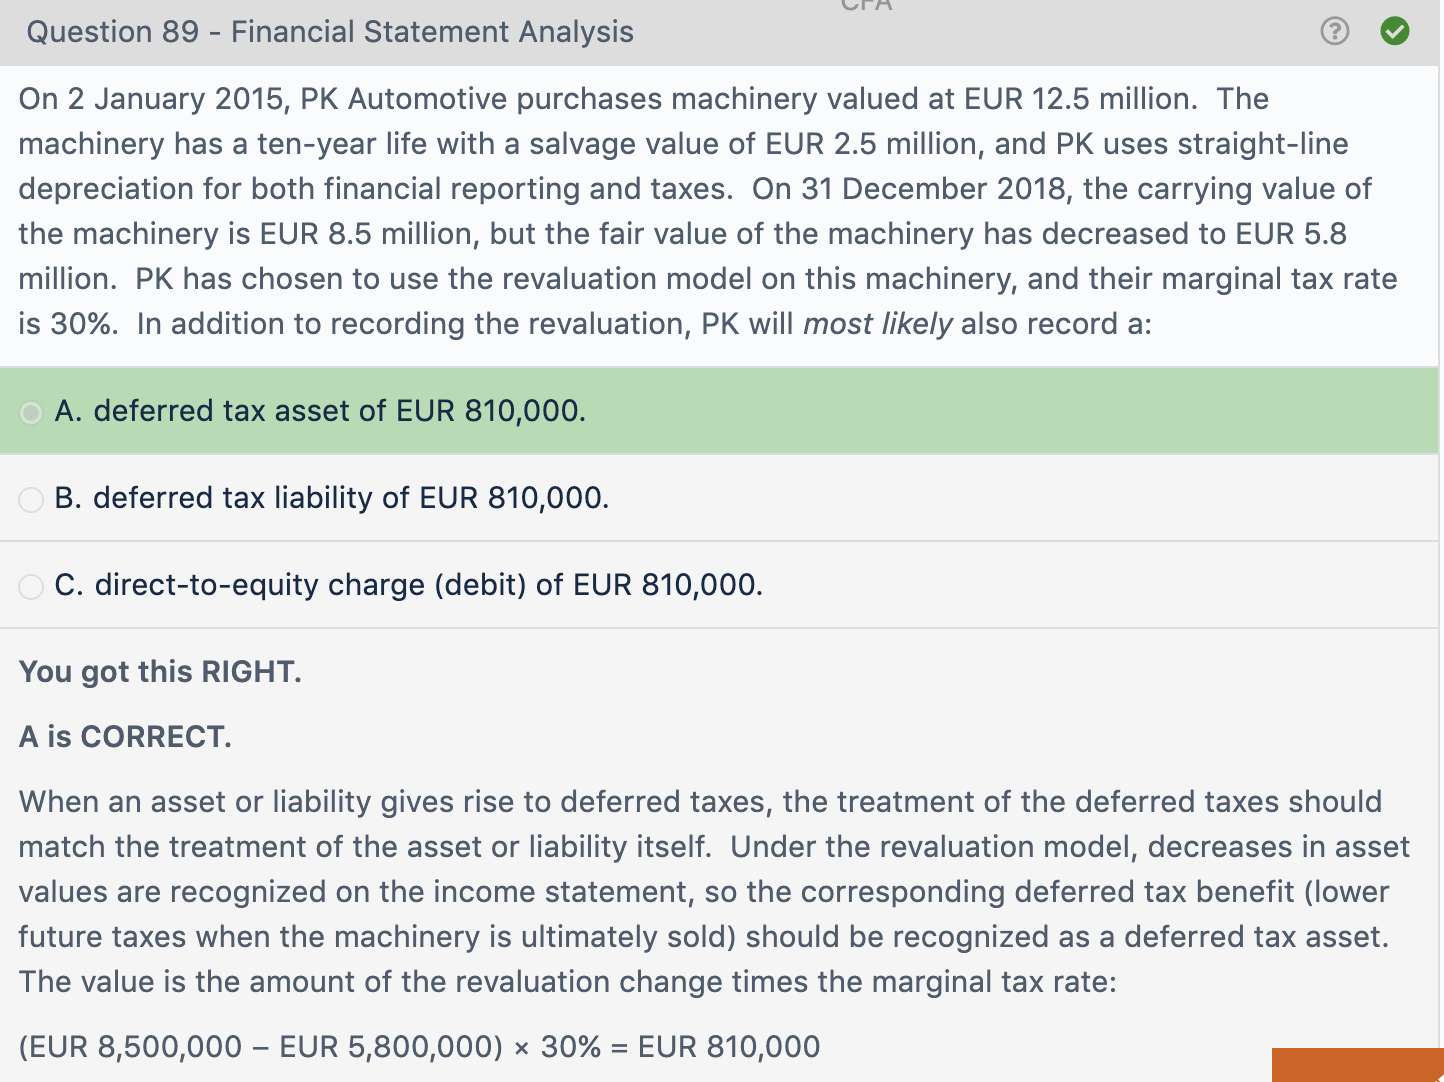 CFA
Question 89 - Financial Statement Analysis
On 2 January 2015, PK Automotive purchases machinery valued at EUR 12.5 million.  The
machinery has a ten-year life with a salvage value of EUR 2.5 million, and PK uses straight-line
depreciation for both financial reporting and taxes.  On 31 December 2018, the carrying value of
the machinery is EUR 8.5 million, but the fair value of the machinery has decreased to EUR 5.8
million.  PK has chosen to use the revaluation model on this machinery, and their marginal tax rate
is 30%.  In addition to recording the revaluation, PK will most likely also record a:
A. deferred tax asset of EUR 810,000.
B. deferred tax liability of EUR 810,000.
C. direct-to-equity charge (debit) of EUR 810,000.
You got this RIGHT.
A is CORRECT.
When an asset or liability gives rise to deferred taxes, the treatment of the deferred taxes should
match the treatment of the asset or liability itself.  Under the revaluation model, decreases in asset
values are recognized on the income statement, so the corresponding deferred tax benefit (lower
future taxes when the machinery is ultimately sold) should be recognized as a deferred tax asset.
The value is the amount of the revaluation change times the marginal tax rate:
(EUR 8,500,000 – EUR 5,800,000) × 30% = EUR 810,000